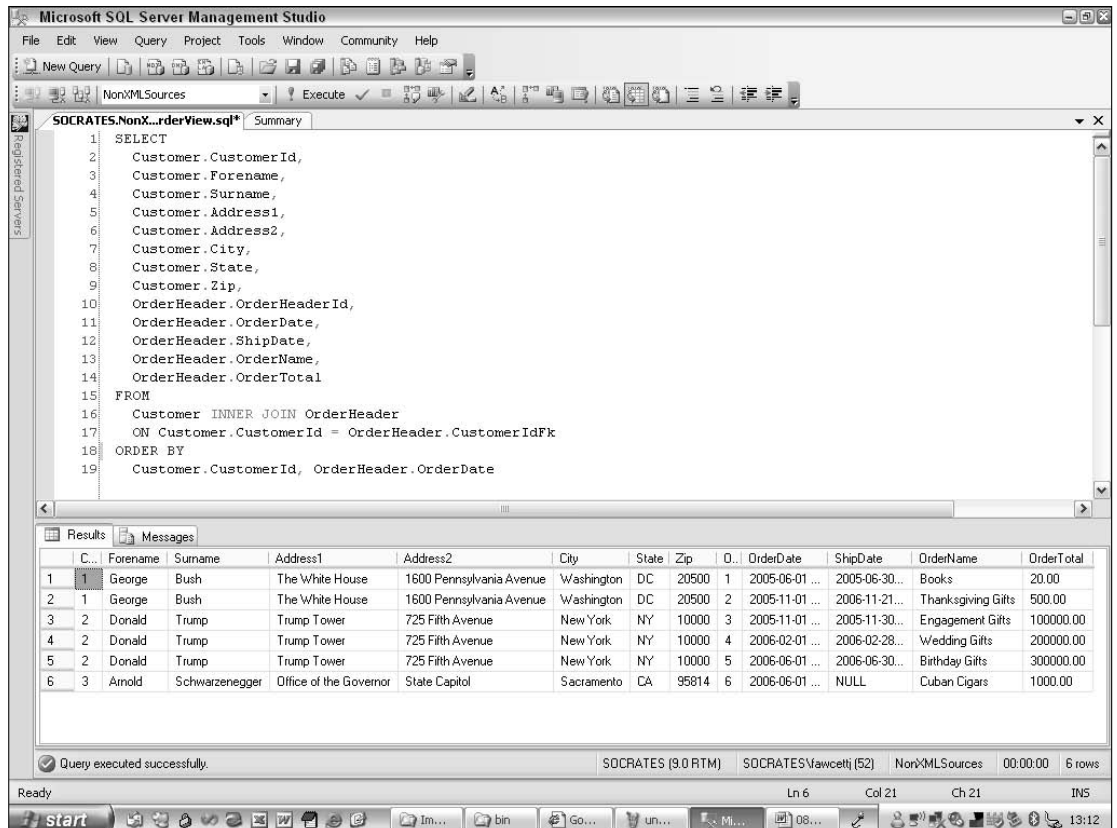 Microsoft SQL Server Management Studio
File Edit View Query Project Tools Window Community Help
New Query
NonXMLSources Execute
SOCRATES.NonX...rderView.sql* Summary
Registered Servers
1 SELECT
2 Customer.CustomerId,
3 Customer.Forename,
4 Customer.Surname,
5 Customer.Address1,
6 Customer.Address2,
7 Customer.City,
8 Customer.State,
9 Customer.Zip,
10 OrderHeader.OrderHeaderId,
11 OrderHeader.OrderDate,
12 OrderHeader.ShipDate,
13 OrderHeader.OrderName,
14 OrderHeader.OrderTotal
15 FROM
16 Customer INNER JOIN OrderHeader
17 ON Customer.CustomerId = OrderHeader.CustomerIdFk
18 ORDER BY
19 Customer.CustomerId, OrderHeader.OrderDate
Results Messages
C... Forename Surname Address1 Address2 City State Zip O.. OrderDate ShipDate OrderName OrderTotal
1 1 George Bush The White House 1600 Pennsylvania Avenue Washington DC 20500 1 2005-06-01 ... 2005-06-30... Books 20.00
2 1 George Bush The White House 1600 Pennsylvania Avenue Washington DC 20500 2 2005-11-01 ... 2006-11-21... Thanksgiving Gifts 500.00
3 2 Donald Trump Trump Tower 725 Fifth Avenue New York NY 10000 3 2005-11-01 ... 2005-11-30... Engagement Gifts 100000.00
4 2 Donald Trump Trump Tower 725 Fifth Avenue New York NY 10000 4 2006-02-01 ... 2006-02-28... Wedding Gifts 200000.00
5 2 Donald Trump Trump Tower 725 Fifth Avenue New York NY 10000 5 2006-06-01 ... 2006-06-30... Birthday Gifts 300000.00
6 3 Arnold Schwarzenegger Office of the Governor State Capitol Sacramento CA 95814 6 2006-06-01 ... NULL Cuban Cigars 1000.00
Query executed successfully. SOCRATES (9.0 RTM) SOCRATES\fawcettj (52) NonXMLSources 00:00:00 6 rows
Ready Ln 6 Col 21 Ch 21 INS
start Im... bin Go... un... Mi... 08... 13:12